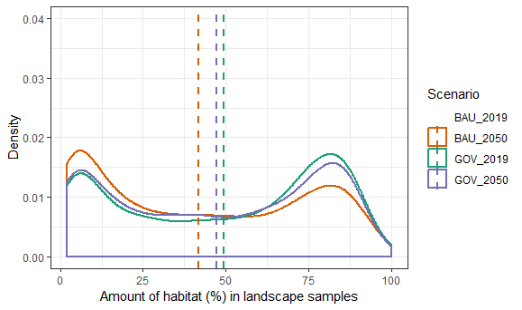 0.04
0.03
0.02
0.01
0.00
Density
0
25
50
75
100
Amount of habitat (%) in landscape samples
Scenario
BAU_2019
BAU_2050
GOV_2019
GOV_2050